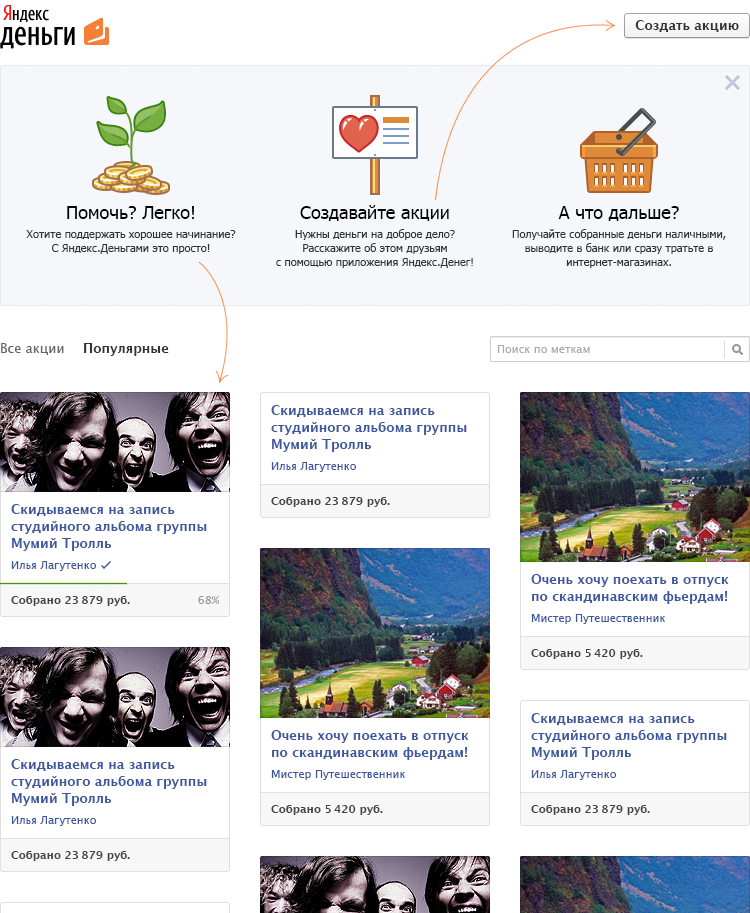 Яндекс
деньги
Создать акцию
Помочь? Легко!
Хотите поддержать хорошее начинание?
С Яндекс.Деньгами это просто!
Создавайте акции
Нужны деньги на доброе дело?
Расскажите об этом друзьям
с помощью приложения Яндекс.Денег!
А что дальше?
Получайте собранные деньги наличными,
выводите в банк или сразу тратьте в
интернет-магазинах.
Все акции
Популярные
Поиск по меткам
Скидываемся на запись
студийного альбома группы
Мумий Тролль
Илья Лагутенко
Собрано 23 879 руб.
68%
Скидываемся на запись
студийного альбома группы
Мумий Тролль
Илья Лагутенко
Собрано 23 879 руб.
Скидываемся на запись
студийного альбома группы
Мумий Тролль
Илья Лагутенко
Собрано 23 879 руб.
Очень хочу поехать в отпуск
по скандинавским фьердам!
Мистер Путешественник
Собрано 5 420 руб.
Очень хочу поехать в отпуск
по скандинавским фьердам!
Мистер Путешественник
Собрано 5 420 руб.
Скидываемся на запись
студийного альбома группы
Мумий Тролль
Илья Лагутенко
Собрано 23 879 руб.